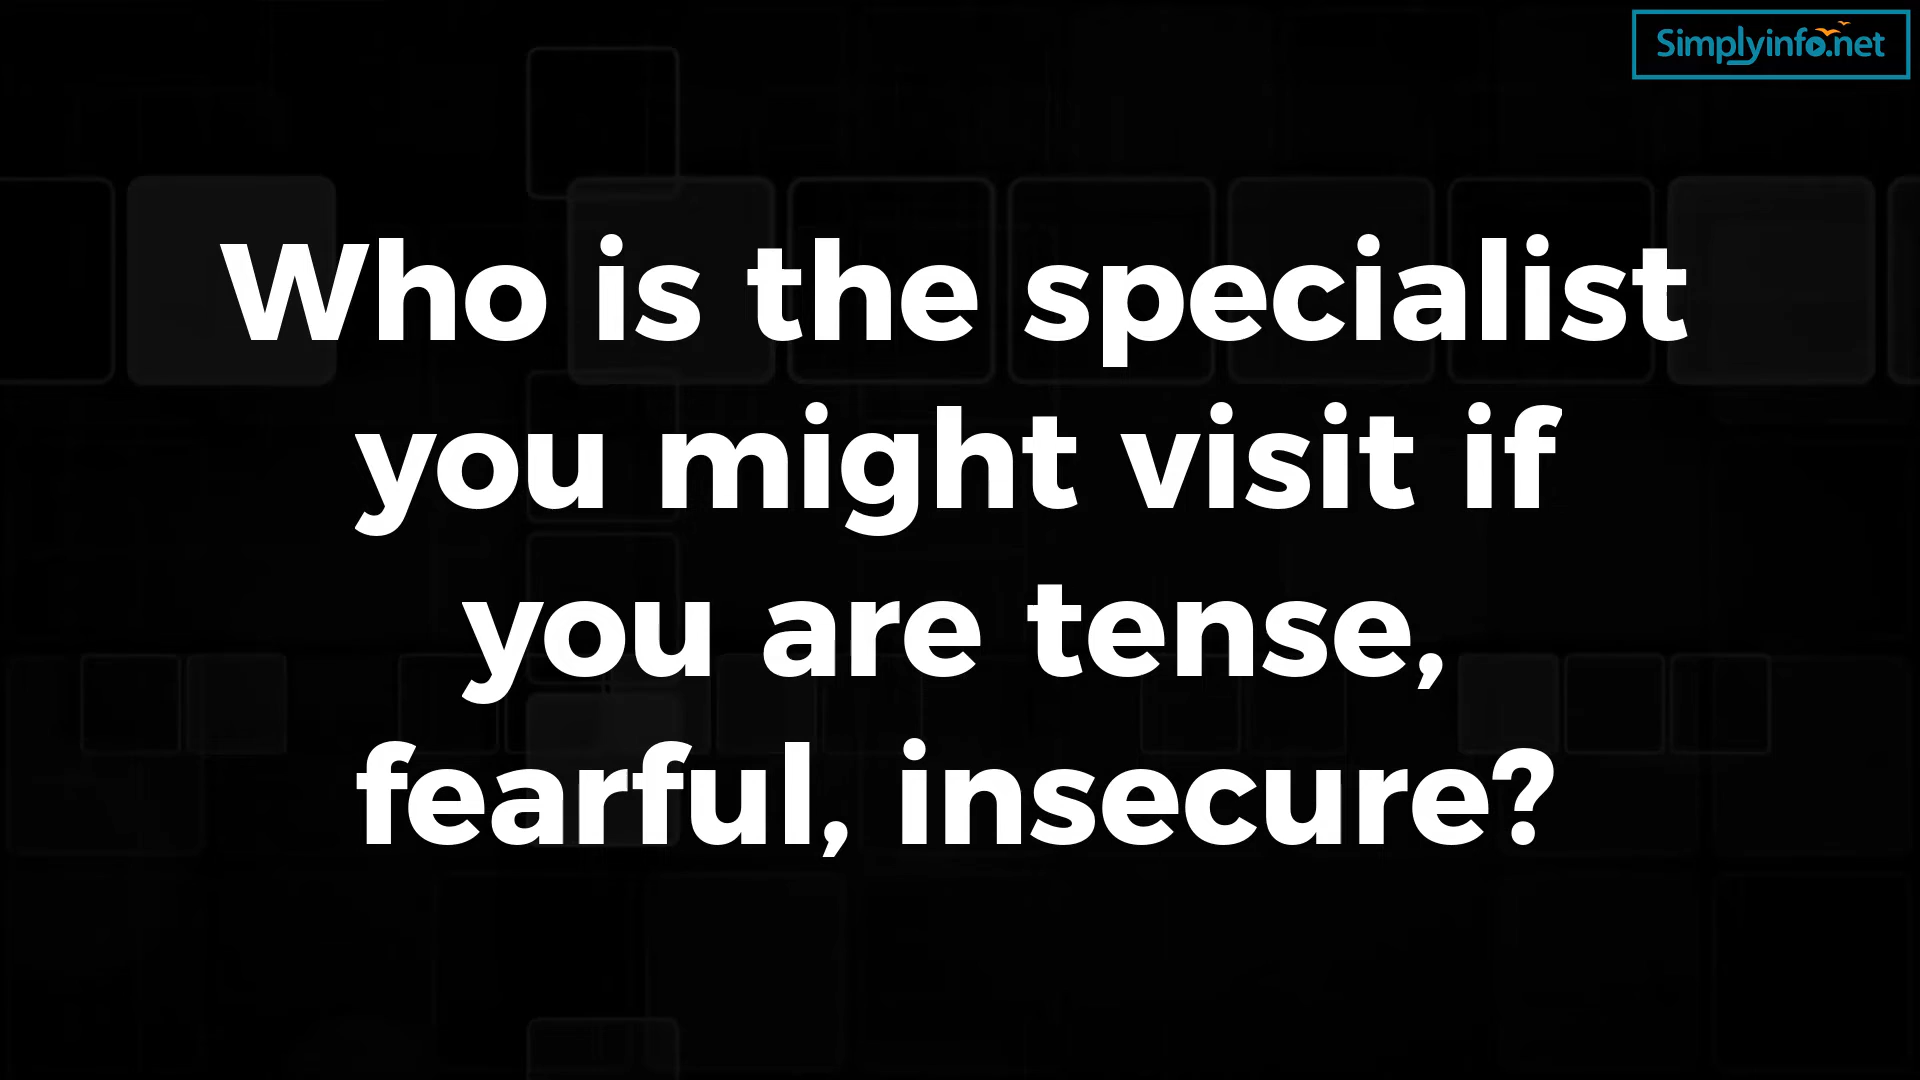 Simplyinfo.net
Who is the specialist
you might visit if
you are tense,
fearful, insecure?